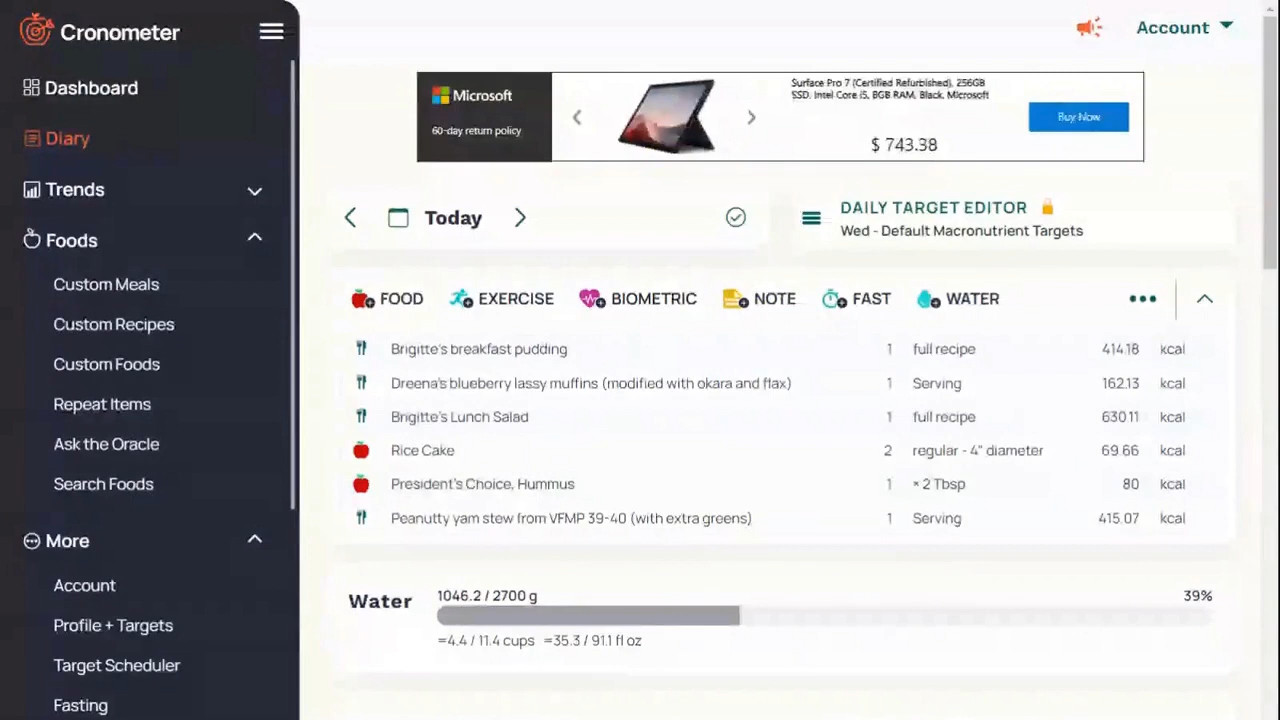 Cronometer
Dashboard
Diary
Trends
Foods
Custom Meals
Custom Recipes
Custom Foods
Repeat Items
Ask the Oracle
Search Foods
More
Account
Profile + Targets
Target Scheduler
Fasting
Account
Microsoft
60-day return policy
Surface Pro 7 (Certified Refurbished), 256GB
SSD, Intel Core i5, 8GB RAM, Black, Microsoft
$ 743.38
Buy Now
Today
DAILY TARGET EDITOR
Wed - Default Macronutrient Targets
FOOD EXERCISE BIOMETRIC NOTE FAST WATER
Brigitte's breakfast pudding 1 full recipe 414.18 kcal
Dreena's blueberry lassy muffins (modified with okara and flax) 1 Serving 162.13 kcal
Brigitte's Lunch Salad 1 full recipe 630.11 kcal
Rice Cake 2 regular - 4" diameter 69.66 kcal
President's Choice, Hummus 1 × 2 Tbsp 80 kcal
Peanutty yam stew from VFMP 39-40 (with extra greens) 1 Serving 415.07 kcal
Water
1046.2 / 2700 g 39%
=4.4 / 11.4 cups =35.3 / 91.1 fl oz